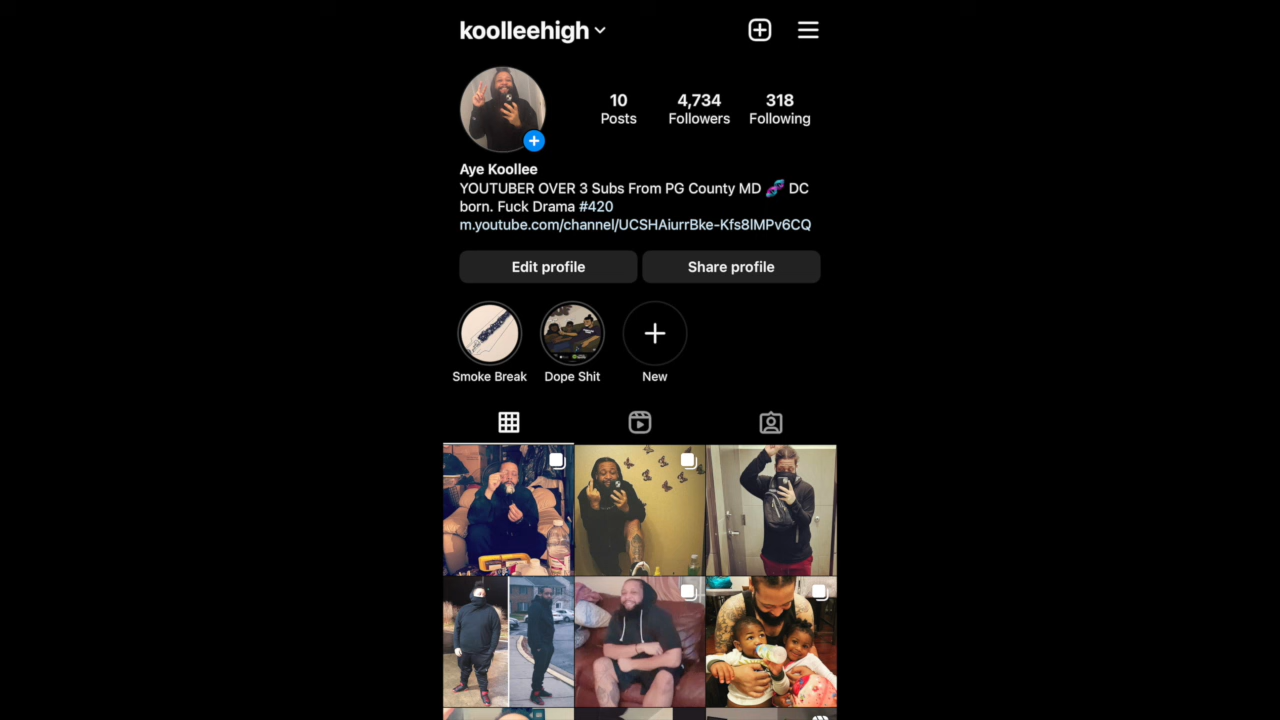 koolleehigh
10 4,734 318
Posts Followers Following
Aye Koollee
YOUTUBER OVER 3 Subs From PG County MD 🧬 DC
born. Fuck Drama #420
m.youtube.com/channel/UCSHAiurrBke-Kfs8IMPv6CQ
Edit profile Share profile
Smoke Break Dope Shit New